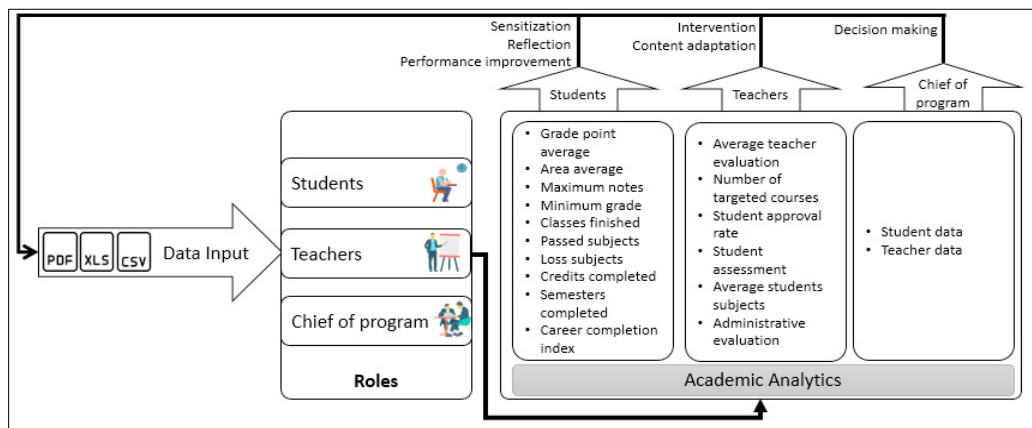 Sensitization
Reflection
Performance improvement
Intervention
Content adaptation
Decision making
Students
Teachers
Chief of
program
PDF
XLS
CSV
Data Input
Students
Teachers
Chief of program
Roles
• Grade point
average
• Area average
• Maximum notes
• Minimum grade
• Classes finished
• Passed subjects
• Loss subjects
• Credits completed
• Semesters
completed
• Career completion
index
• Average teacher
evaluation
• Number of
targeted courses
• Student approval
rate
• Student
assessment
• Average students
subjects
• Administrative
evaluation
• Student data
• Teacher data
Academic Analytics